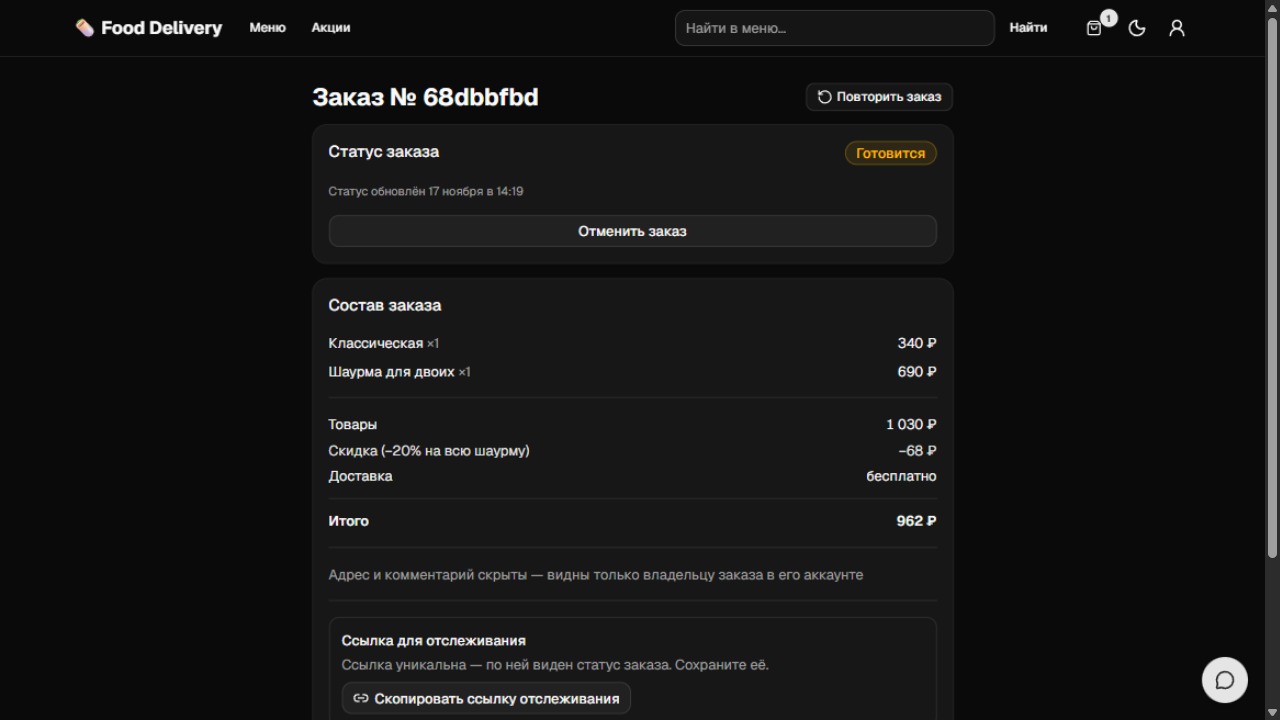 Food Delivery
Меню
Акции
Найти в меню...
Найти
1
Заказ № 68dbbfbd
Повторить заказ
Статус заказа
Готовится
Статус обновлён 17 ноября в 14:19
Отменить заказ
Состав заказа
Классическая ×1 340 ₽
Шаурма для двоих ×1 690 ₽
Товары 1 030 ₽
Скидка (−20% на всю шаурму) −68 ₽
Доставка бесплатно
Итого 962 ₽
Адрес и комментарий скрыты — видны только владельцу заказа в его аккаунте
Ссылка для отслеживания
Ссылка уникальна — по ней виден статус заказа. Сохраните её.
Скопировать ссылку отслеживания